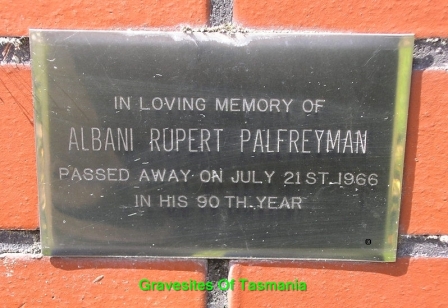 IN LOVING MEMORY OF
ALBANI RUPERT PALFREYMAN
PASSED AWAY ON JULY 21ST. 1966
IN HIS 90TH. YEAR
Gravesites Of Tasmania